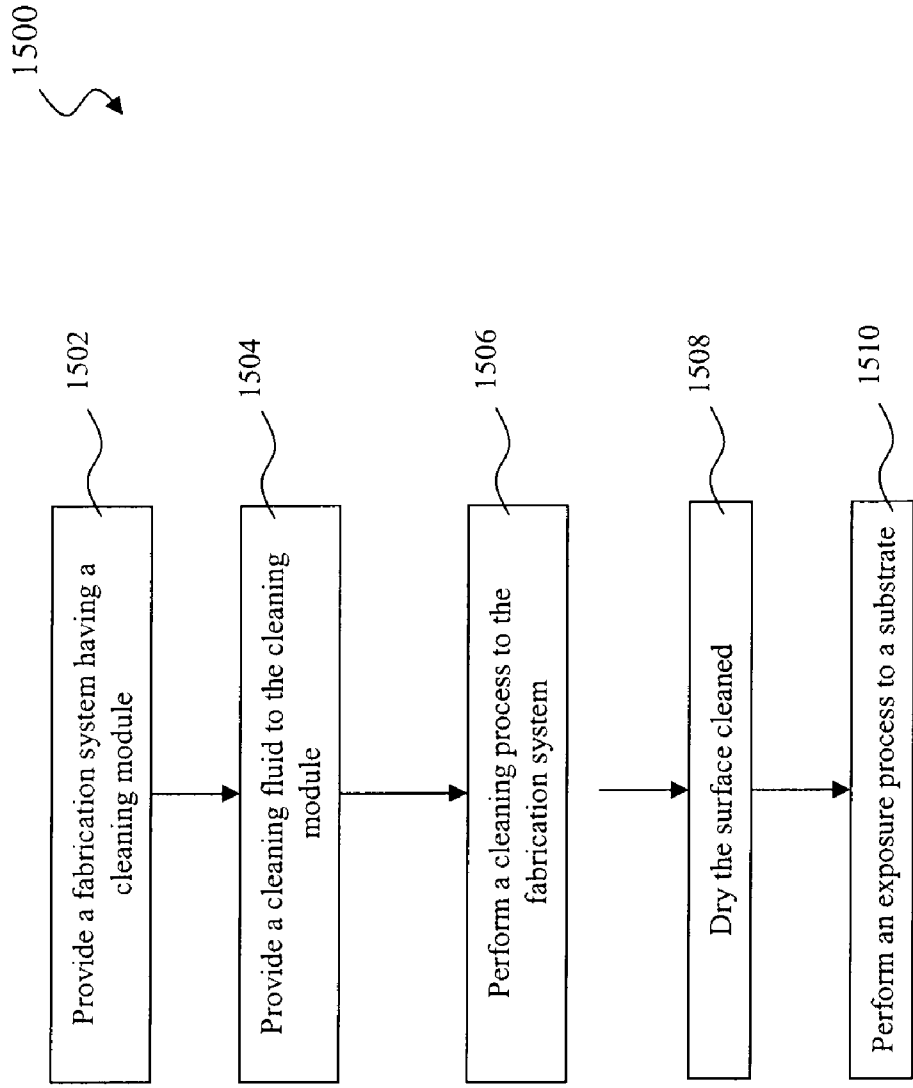 1500
Provide a fabrication system having a
cleaning module
1502
Provide a cleaning fluid to the cleaning
module
1504
Perform a cleaning process to the
fabrication system
1506
Dry the surface cleaned
1508
Perform an exposure process to a substrate
1510